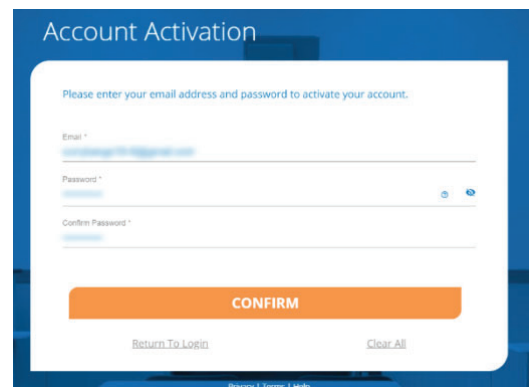 Account Activation
Please enter your email address and password to activate your account.
Email *
Password *
Confirm Password *
CONFIRM
Return To Login Clear All
Privacy | Terms | Help